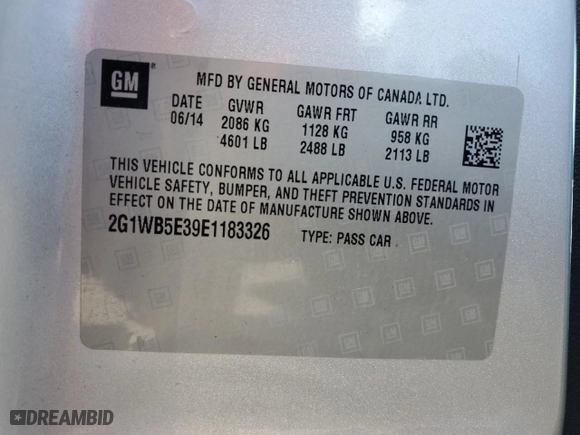 GM ®
MFD BY GENERAL MOTORS OF CANADA LTD.
DATE GVWR GAWR FRT GAWR RR
06/14 2086 KG 1128 KG 958 KG
4601 LB 2488 LB 2113 LB
THIS VEHICLE CONFORMS TO ALL APPLICABLE U.S. FEDERAL MOTOR
VEHICLE SAFETY, BUMPER, AND THEFT PREVENTION STANDARDS IN
EFFECT ON THE DATE OF MANUFACTURE SHOWN ABOVE.
2G1WB5E39E1183326 TYPE: PASS CAR
DREAMBID